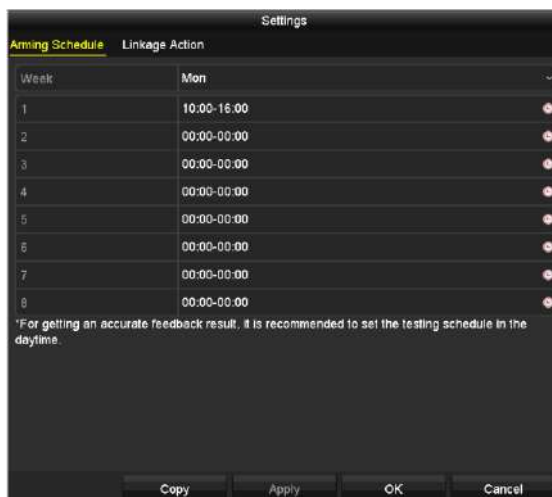 Settings
Arming Schedule Linkage Action
Week Mon
1 10:00-16:00
2 00:00-00:00
3 00:00-00:00
4 00:00-00:00
5 00:00-00:00
6 00:00-00:00
7 00:00-00:00
8 00:00-00:00
*For getting an accurate feedback result, it is recommended to set the testing schedule in the
daytime.
Copy Apply OK Cancel